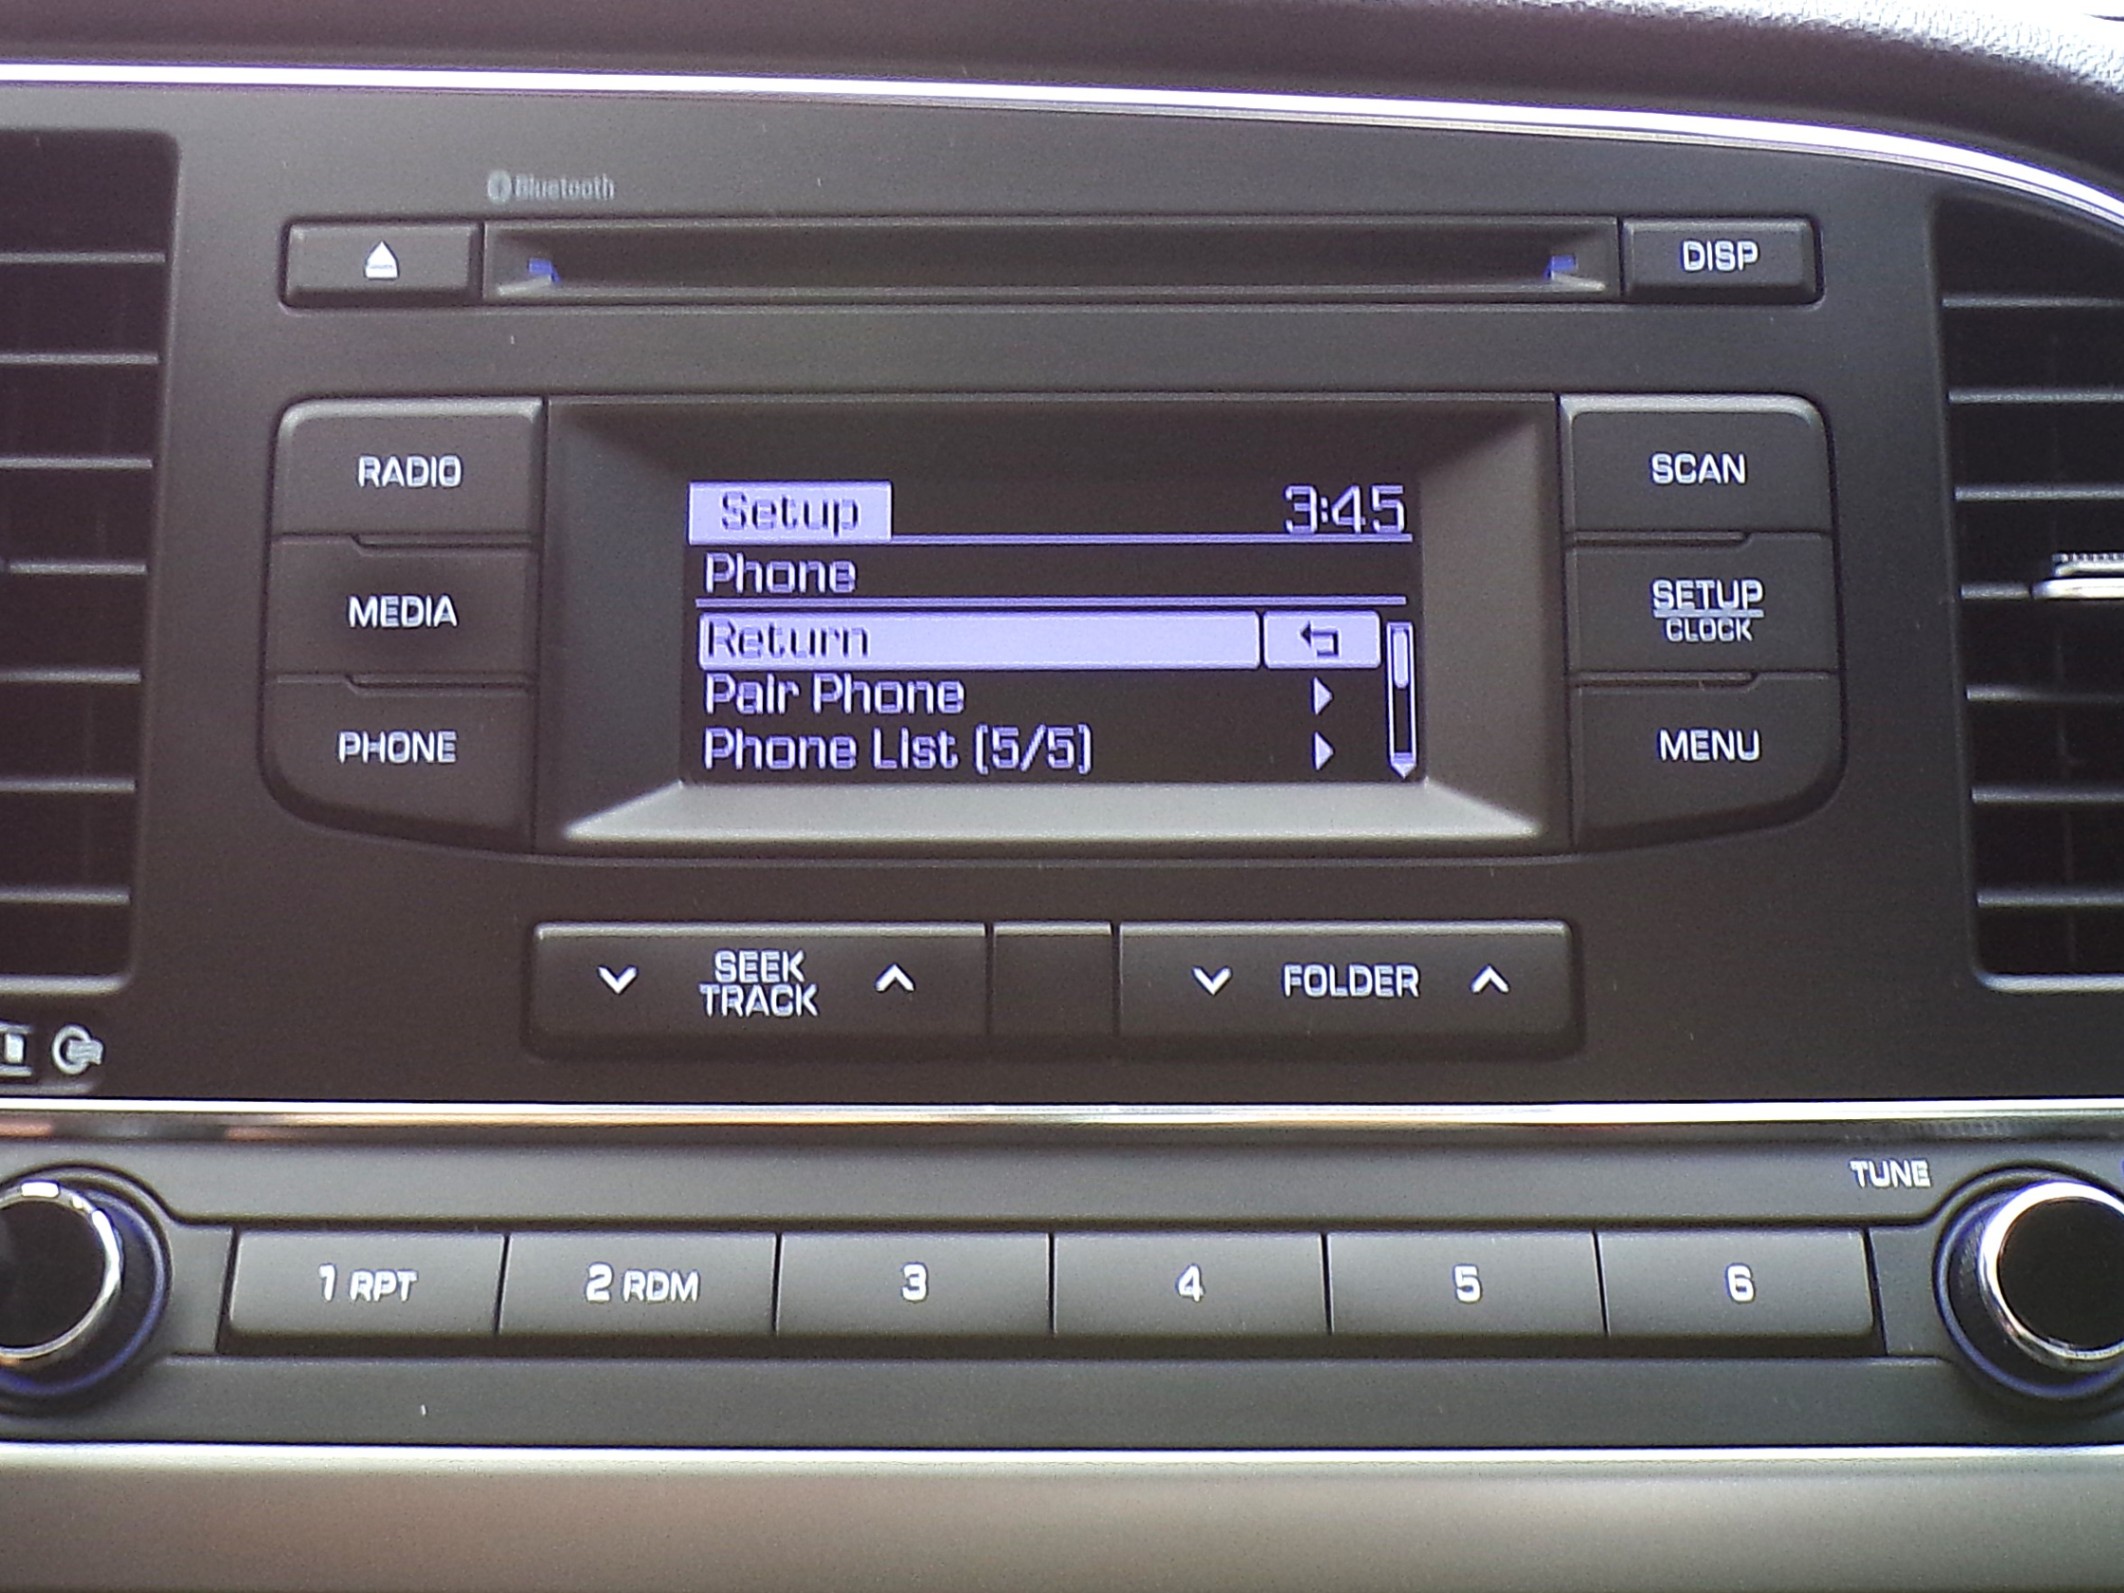 Bluetooth
DISP
RADIO
MEDIA
PHONE
Setup 3:45
Phone
Return
Pair Phone
Phone List (5/5)
SCAN
SETUP
CLOCK
MENU
SEEK
TRACK
FOLDER
TUNE
1 RPT 2 RDM 3 4 5 6